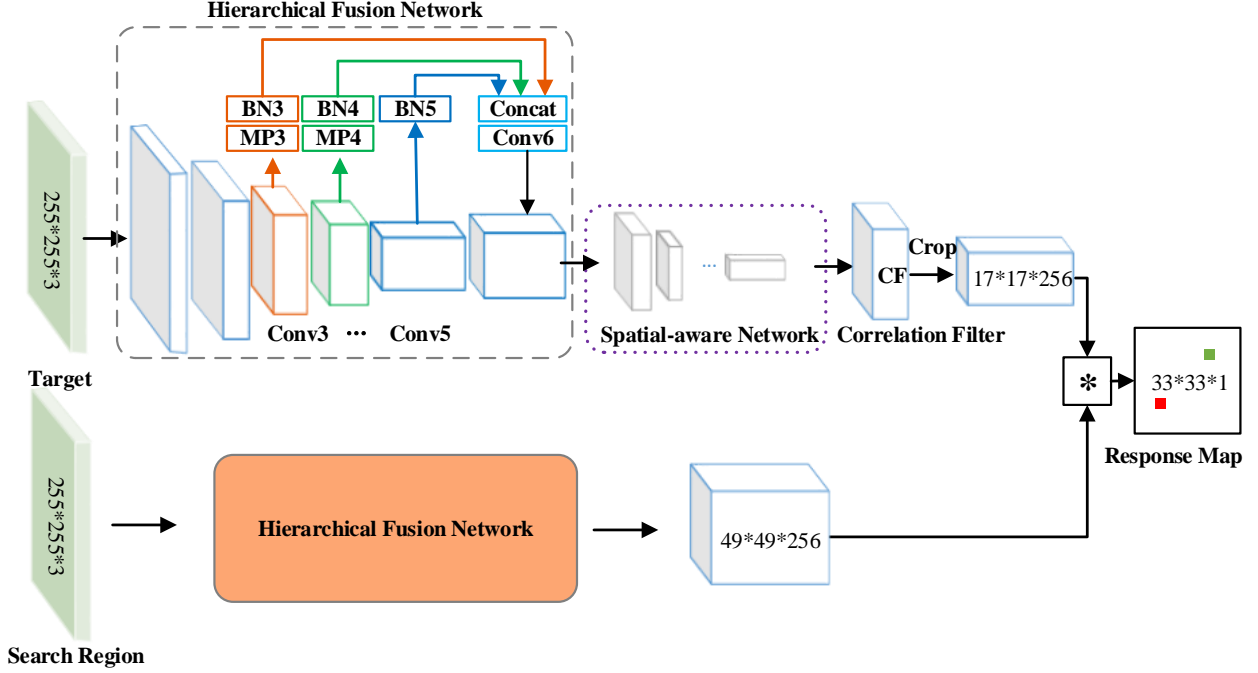 Hierarchical Fusion Network
BN3
BN4
BN5
Concat
MP3
MP4
Conv6
255*255*3
Conv3
...
Conv5
Target
...
Spatial-aware Network
CF
Correlation Filter
Crop
17*17*256
*
33*33*1
Response Map
255*255*3
Search Region
Hierarchical Fusion Network
49*49*256